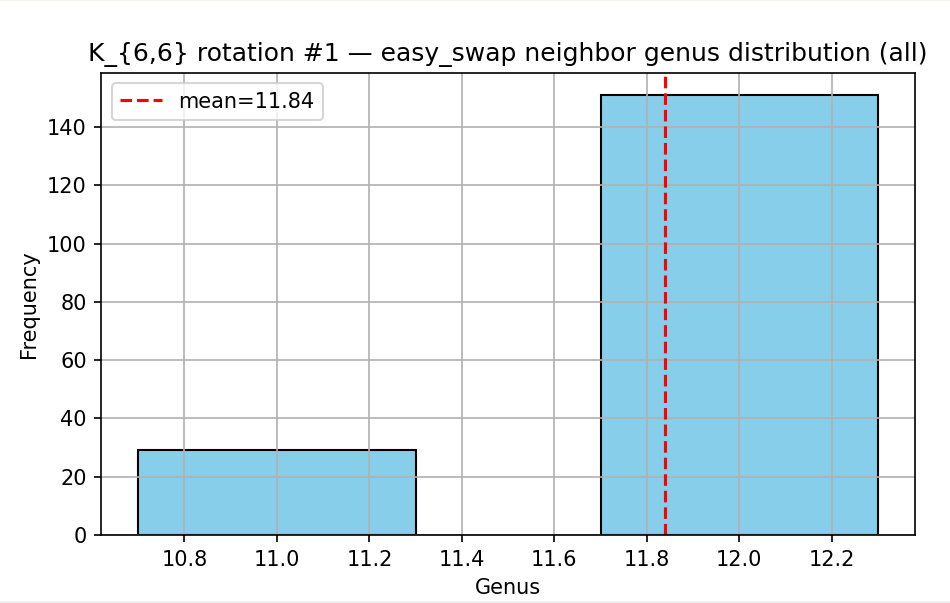 K_{6,6} rotation #1 — easy_swap neighbor genus distribution (all)
mean=11.84
Frequency
140
120
100
80
60
40
20
0
10.8 11.0 11.2 11.4 11.6 11.8 12.0 12.2
Genus